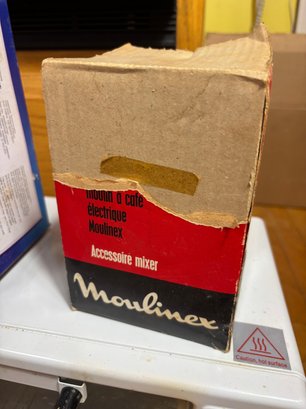 moulin à café
électrique
Moulinex
Accessoire mixer
Moulinex
Caution, hot surface